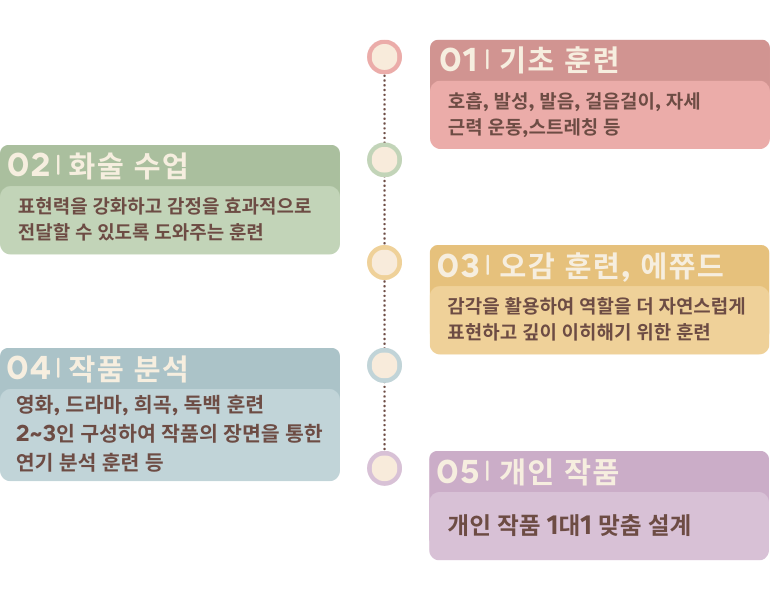 01 | 기초 훈련
호흡, 발성, 발음, 걸음걸이, 자세
근력 운동,스트레칭 등
02 | 화술 수업
표현력을 강화하고 감정을 효과적으로
전달할 수 있도록 도와주는 훈련
03 | 오감 훈련, 에쮸드
감각을 활용하여 역할을 더 자연스럽게
표현하고 깊이 이히해기 위한 훈련
04 | 작품 분석
영화, 드라마, 희곡, 독백 훈련
2~3인 구성하여 작품의 장면을 통한
연기 분석 훈련 등
05 | 개인 작품
개인 작품 1대1 맞춤 설계